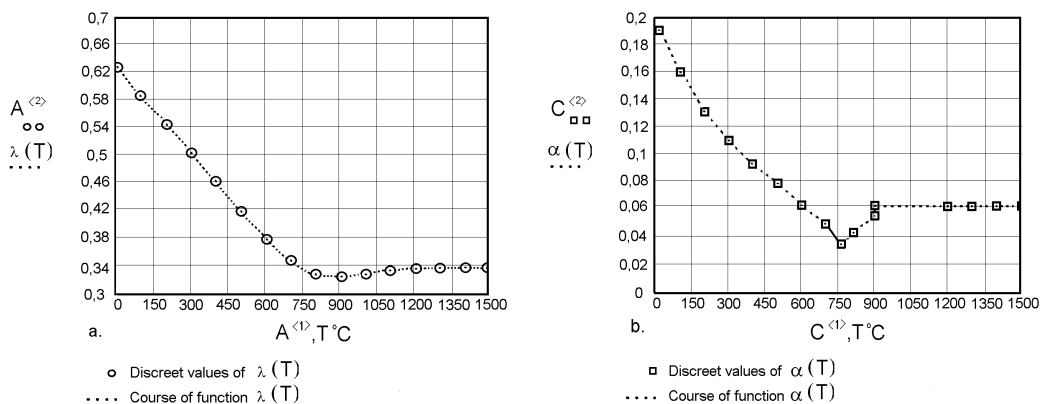 0,7
0,66
0,62
0,58
0,54
0,5
0,46
0,42
0,38
0,34
0,3
A<2>
λ(T)
0 150 300 450 600 750 900 1050 1200 1350 1500
a.
A<1>,T°C
Discreet values of λ(T)
Course of function λ(T)
0,2
0,18
0,16
0,14
0,12
0,1
0,08
0,06
0,04
0,02
0
C<2>
α(T)
0 150 300 450 600 750 900 1050 1200 1350 1500
b.
C<1>,T°C
Discreet values of α(T)
Course of function α(T)